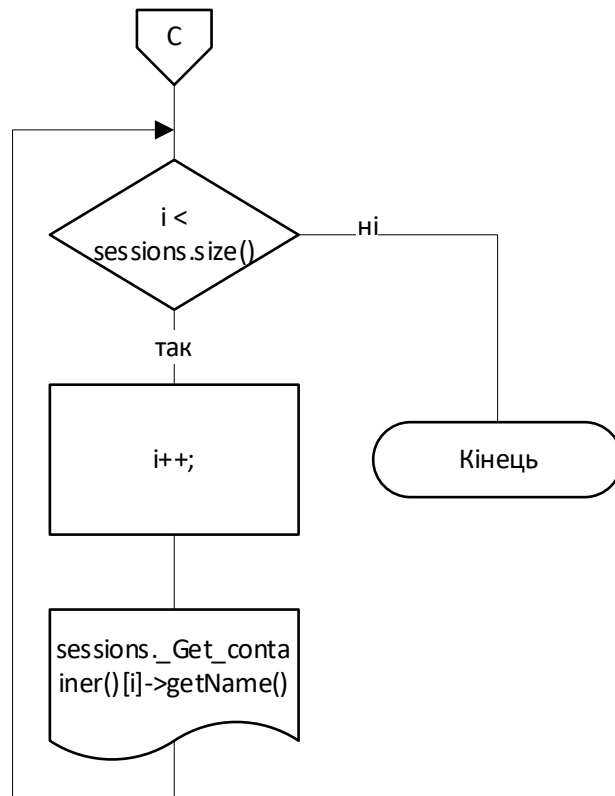 C
i <
sessions.size()
ні
так
i++;
Кінець
sessions._Get_conta
iner()[i]->getName()